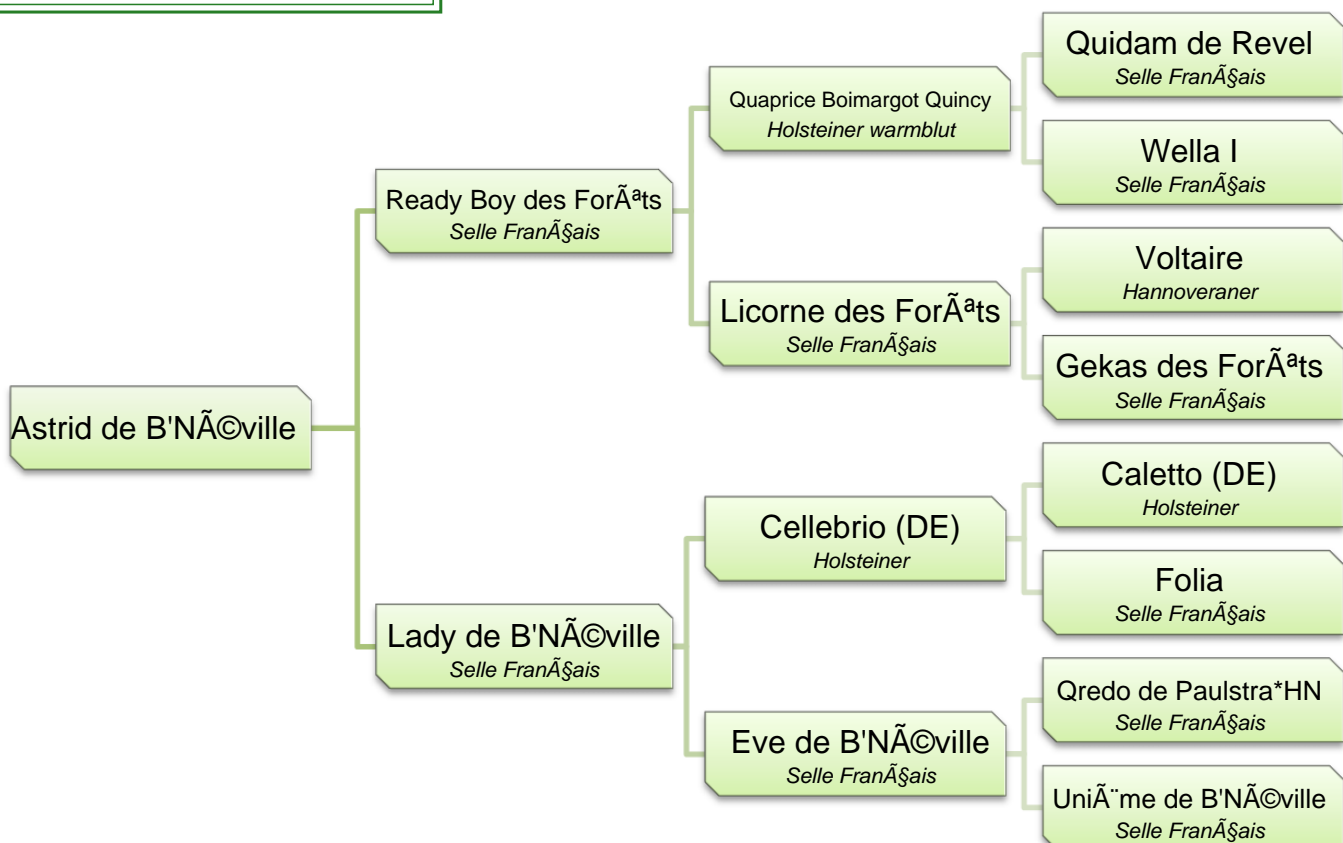 Quidam de Revel
Selle FranÃ§ais
Quaprice Boimargot Quincy
Holsteiner warmblut
Wella I
Selle FranÃ§ais
Ready Boy des ForÃªts
Selle FranÃ§ais
Voltaire
Hannoveraner
Licorne des ForÃªts
Selle FranÃ§ais
Gekas des ForÃªts
Selle FranÃ§ais
Astrid de B'NÃ©ville
Caletto (DE)
Holsteiner
Cellebrio (DE)
Holsteiner
Folia
Selle FranÃ§ais
Lady de B'NÃ©ville
Selle FranÃ§ais
Qredo de Paulstra*HN
Selle FranÃ§ais
Eve de B'NÃ©ville
Selle FranÃ§ais
UniÃ¨me de B'NÃ©ville
Selle FranÃ§ais